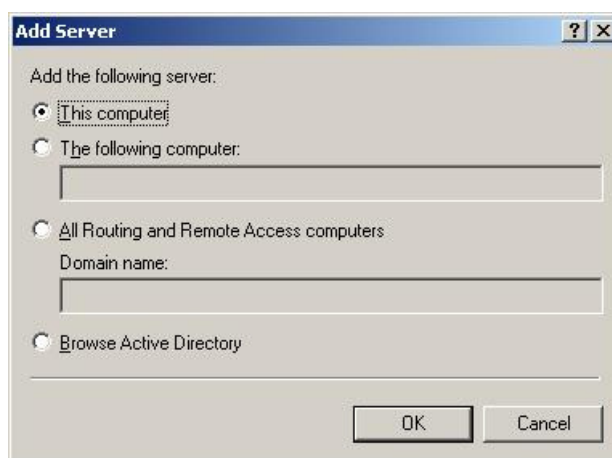 Add Server
Add the following server:
This computer
The following computer:
All Routing and Remote Access computers
Domain name:
Browse Active Directory
OK Cancel